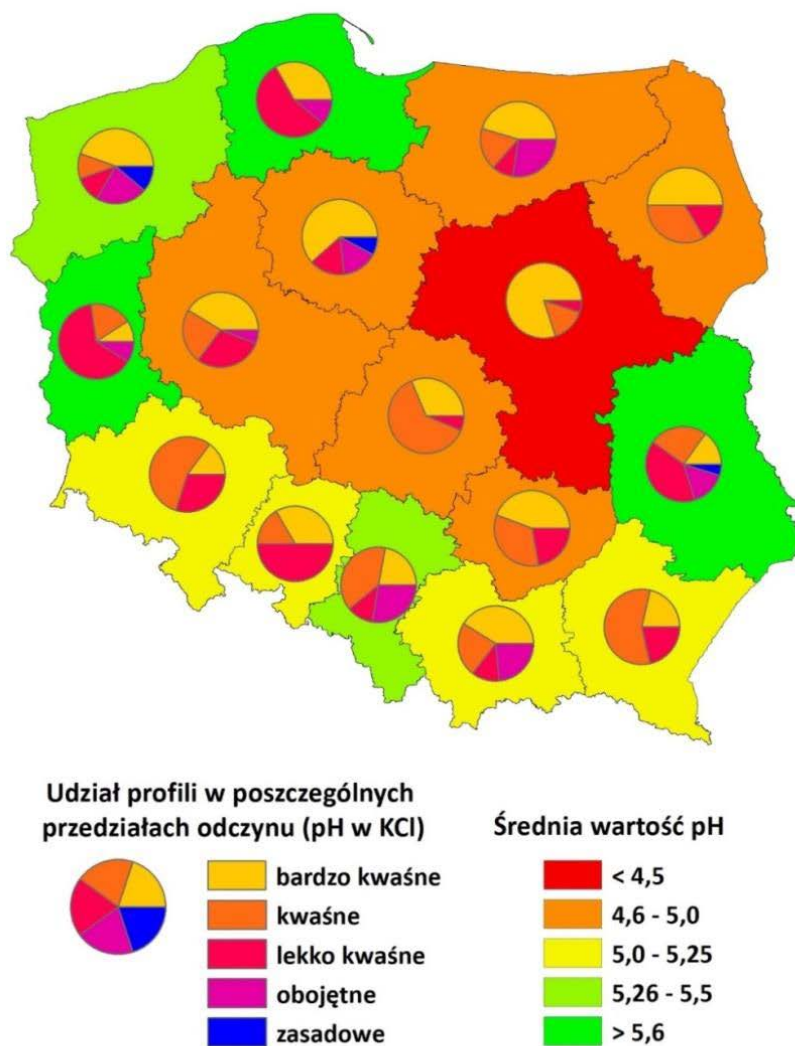 Udział profili w poszczególnych
przedziałach odczynu (pH w KCl)
bardzo kwaśne
kwaśne
lekko kwaśne
obojętne
zasadowe
Średnia wartość pH
< 4,5
4,6 - 5,0
5,0 - 5,25
5,26 - 5,5
> 5,6